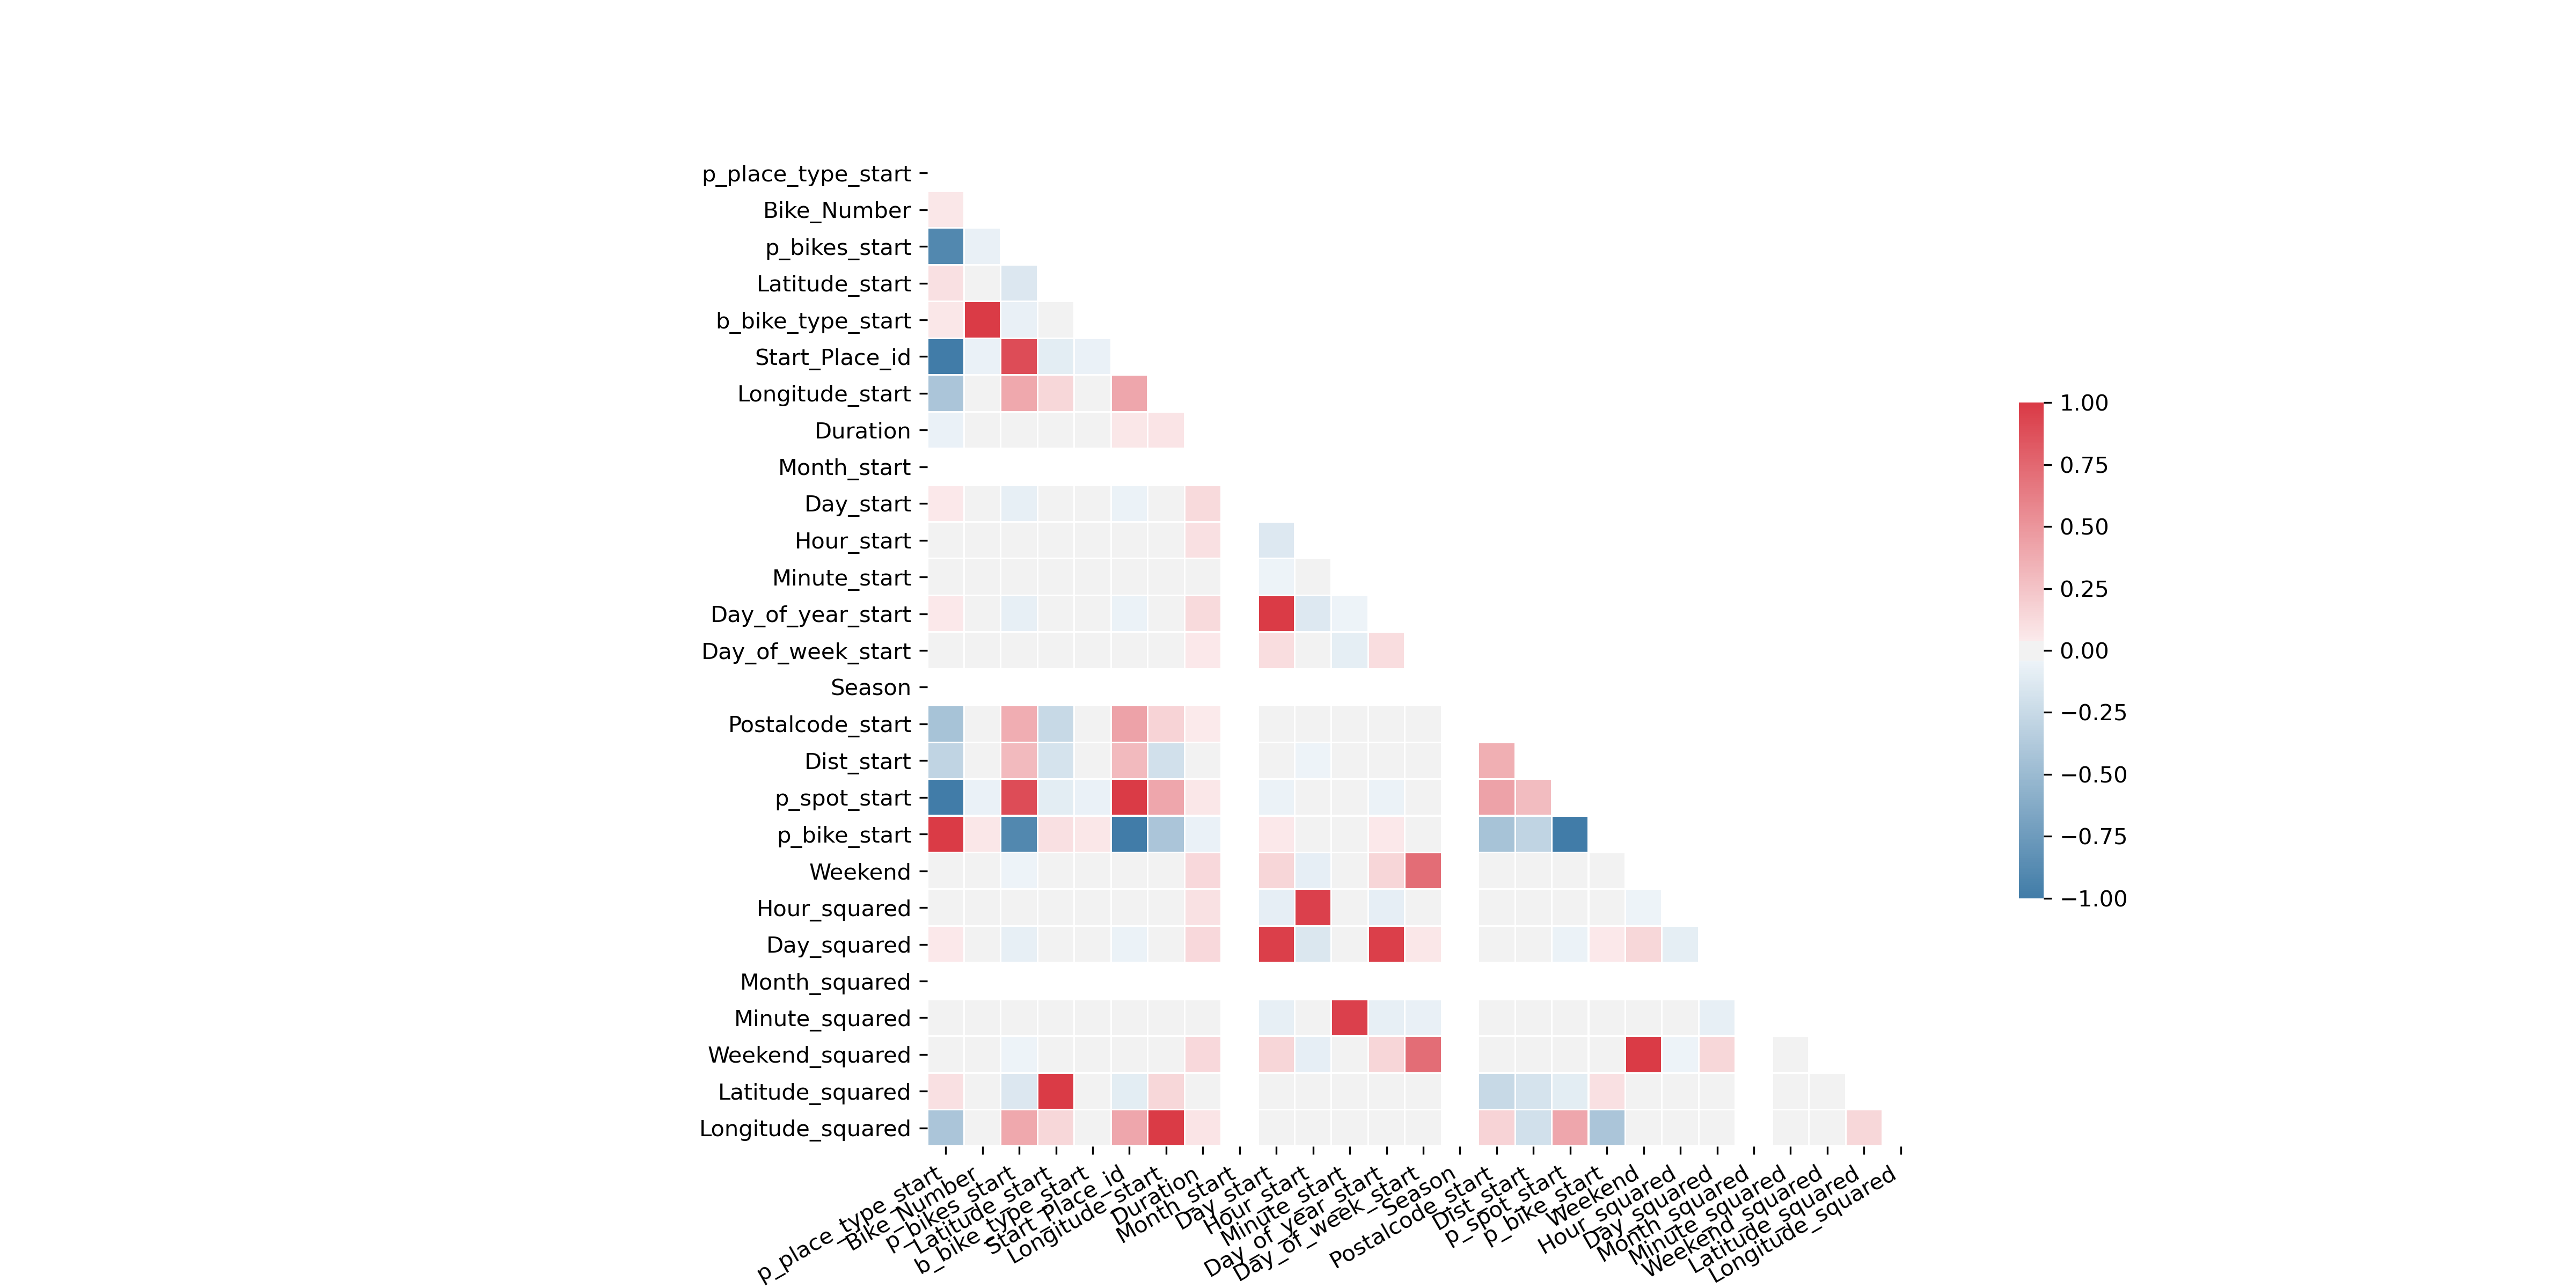 p_place_type_start
Bike_Number
p_bikes_start
Latitude_start
b_bike_type_start
Start_Place_id
Longitude_start
Duration
Month_start
Day_start
Hour_start
Minute_start
Day_of_year_start
Day_of_week_start
Season
Postalcode_start
Dist_start
p_spot_start
p_bike_start
Weekend
Hour_squared
Day_squared
Month_squared
Minute_squared
Weekend_squared
Latitude_squared
Longitude_squared
p_place_type_start
Bike_Number
p_bikes_start
Latitude_start
b_bike_type_start
Start_Place_id
Longitude_start
Duration
Month_start
Day_start
Hour_start
Minute_start
Day_of_year_start
Day_of_week_start
Season
Postalcode_start
Dist_start
p_spot_start
p_bike_start
Weekend
Hour_squared
Day_squared
Month_squared
Minute_squared
Weekend_squared
Latitude_squared
Longitude_squared
1.00
0.75
0.50
0.25
0.00
−0.25
−0.50
−0.75
−1.00